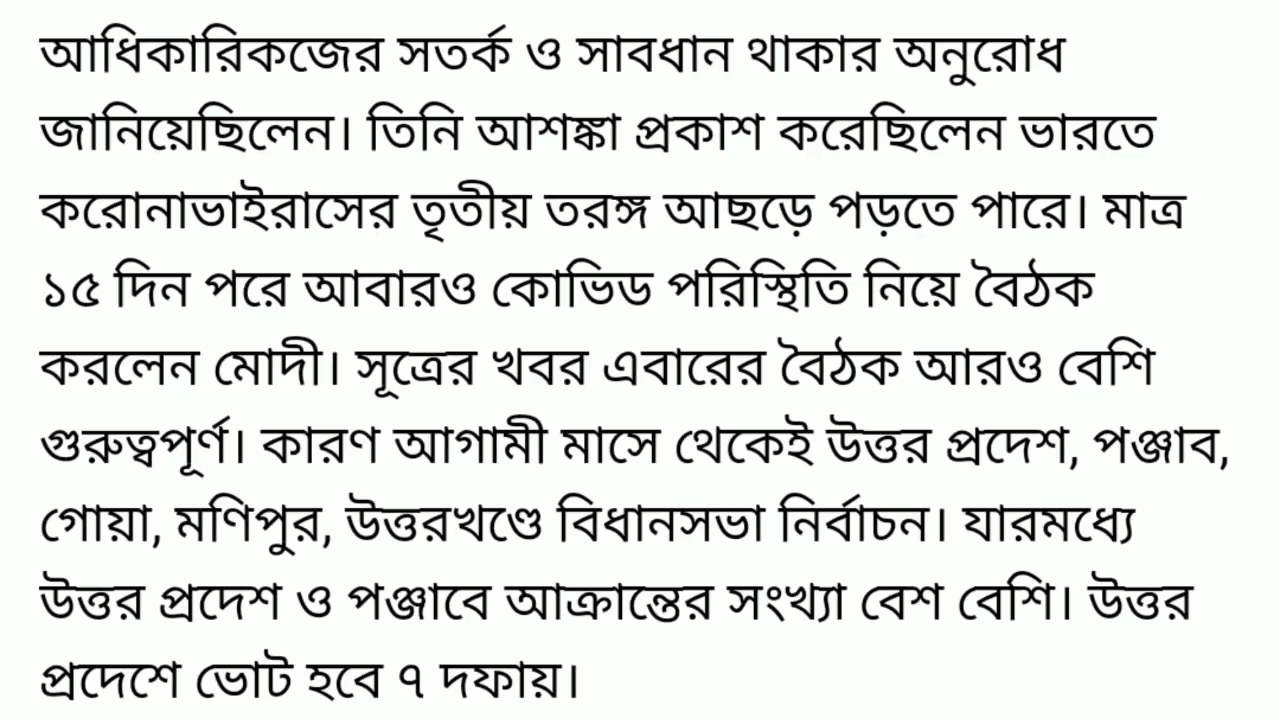 আধিকারিকজের সতর্ক ও সাবধান থাকার অনুরোধ
জানিয়েছিলেন। তিনি আশঙ্কা প্রকাশ করেছিলেন ভারতে
করোনাভাইরাসের তৃতীয় তরঙ্গ আছড়ে পড়তে পারে। মাত্র
১৫ দিন পরে আবারও কোভিড পরিস্থিতি নিয়ে বৈঠক
করলেন মোদী। সূত্রের খবর এবারের বৈঠক আরও বেশি
গুরুত্বপূর্ণ। কারণ আগামী মাসে থেকেই উত্তর প্রদেশ, পঞ্জাব,
গোয়া, মণিপুর, উত্তরখণ্ডে বিধানসভা নির্বাচন। যারমধ্যে
উত্তর প্রদেশ ও পঞ্জাবে আক্রান্তের সংখ্যা বেশ বেশি। উত্তর
প্রদেশে ভোট হবে ৭ দফায়।